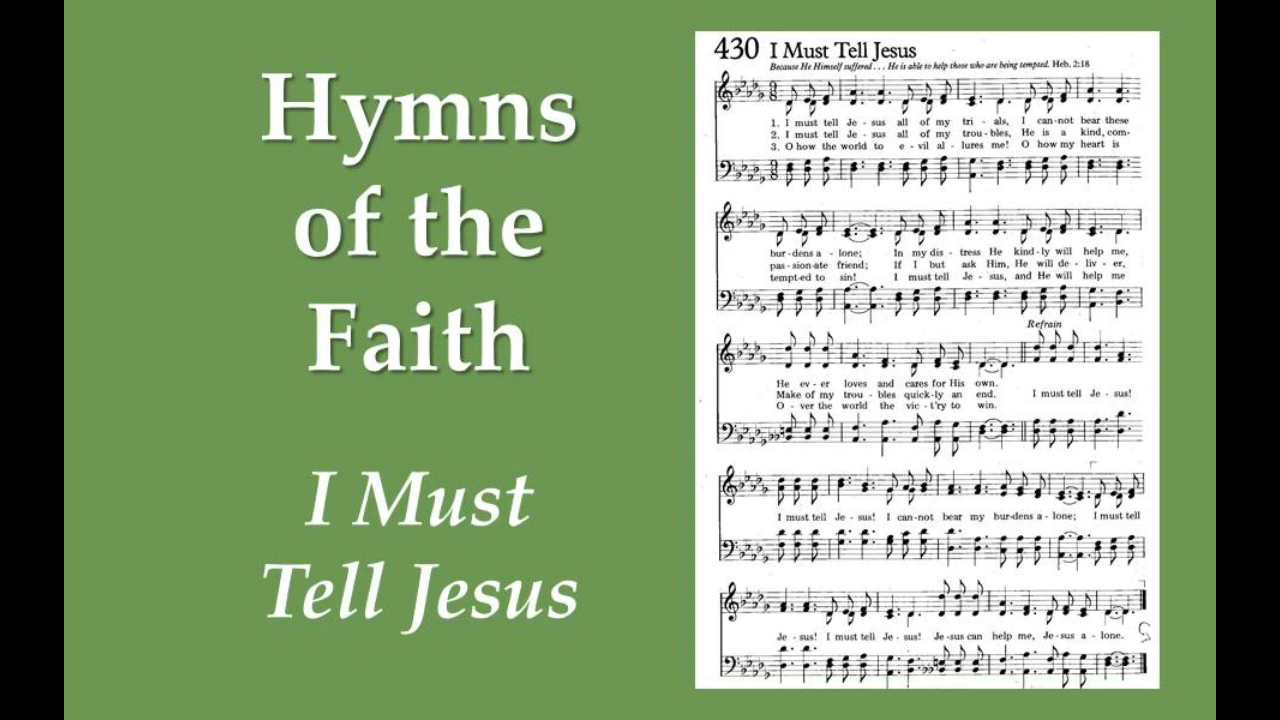 Hymns
of the
Faith
I Must
Tell Jesus
430 I Must Tell Jesus
Because He Himself suffered . . . He is able to help those who are being tempted. Heb. 2:18
1. I must tell Je - sus all of my tri - als, I can-not bear these
2. I must tell Je - sus all of my trou - bles, He is a kind, com-
3. O how the world to e - vil al - lures me! O how my heart is
bur - dens a - lone; In my dis - tress He kind - ly will help me,
pas - sion-ate friend; If I but ask Him, He will de - liv - er,
tempt-ed to sin! I must tell Je - sus, and He will help me
Refrain
He ev - er loves and cares for His own.
Make of my trou - bles quick-ly an end. I must tell Je - sus!
O - ver the world the vic - t'ry to win.
I must tell Je - sus! I can-not bear my bur-dens a - lone; I must tell
Je - sus! I must tell Je - sus! Je-sus can help me, Je-sus a - lone.